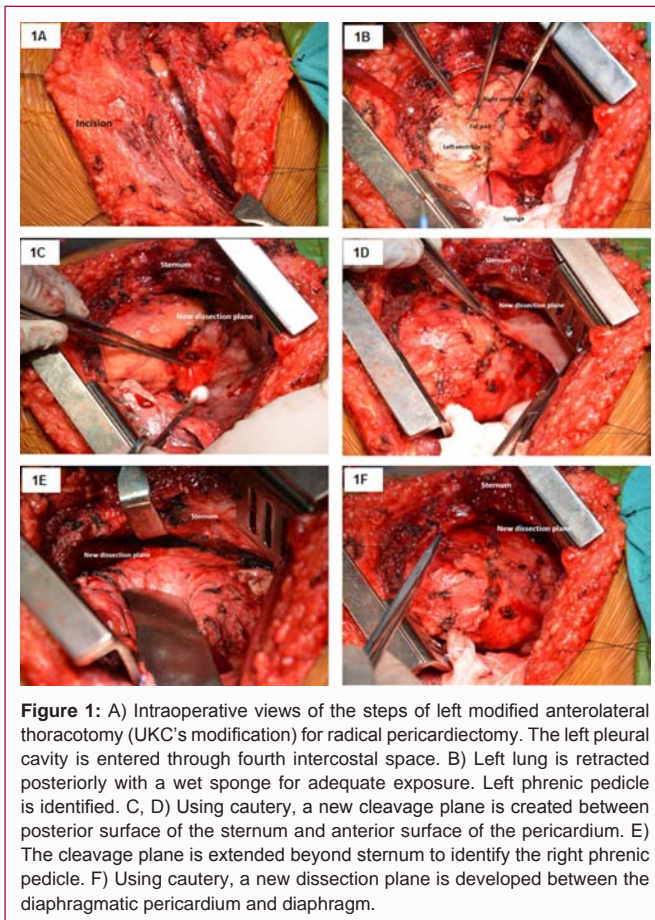 1A
Incision
1B
Right ventricle
Fat pad
Left ventricle
Sponge
1C
Sternum
New dissection plane
1D
Sternum
New dissection plane
1E
Sternum
New dissection plane
1F
Sternum
New dissection plane
Figure 1: A) Intraoperative views of the steps of left modified anterolateral
thoracotomy (UKC's modification) for radical pericardiectomy. The left pleural
cavity is entered through fourth intercostal space. B) Left lung is retracted
posteriorly with a wet sponge for adequate exposure. Left phrenic pedicle
is identified. C, D) Using cautery, a new cleavage plane is created between
posterior surface of the sternum and anterior surface of the pericardium. E)
The cleavage plane is extended beyond sternum to identify the right phrenic
pedicle. F) Using cautery, a new dissection plane is developed between the
diaphragmatic pericardium and diaphragm.